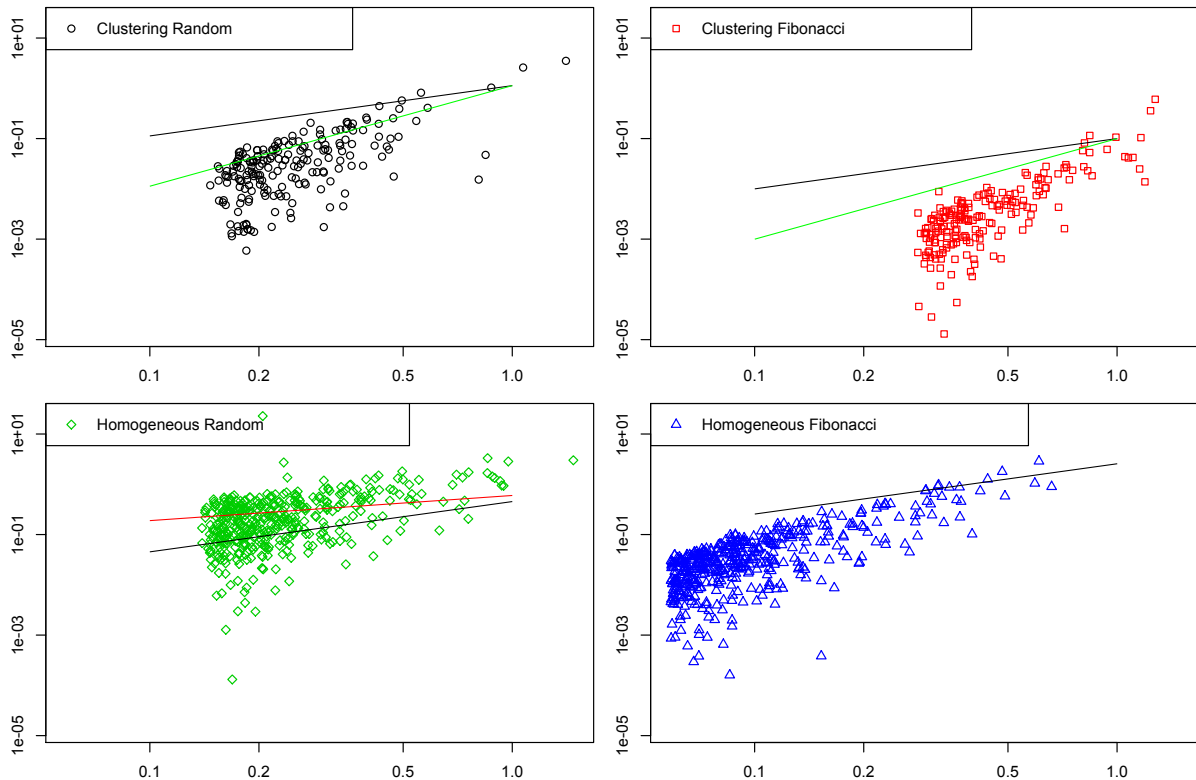 Clustering Random
1e+01
1e-01
1e-03
1e-05
0.1 0.2 0.5 1.0
Clustering Fibonacci
1e+01
1e-01
1e-03
1e-05
0.1 0.2 0.5 1.0
Homogeneous Random
1e+01
1e-01
1e-03
1e-05
0.1 0.2 0.5 1.0
Homogeneous Fibonacci
1e+01
1e-01
1e-03
1e-05
0.1 0.2 0.5 1.0